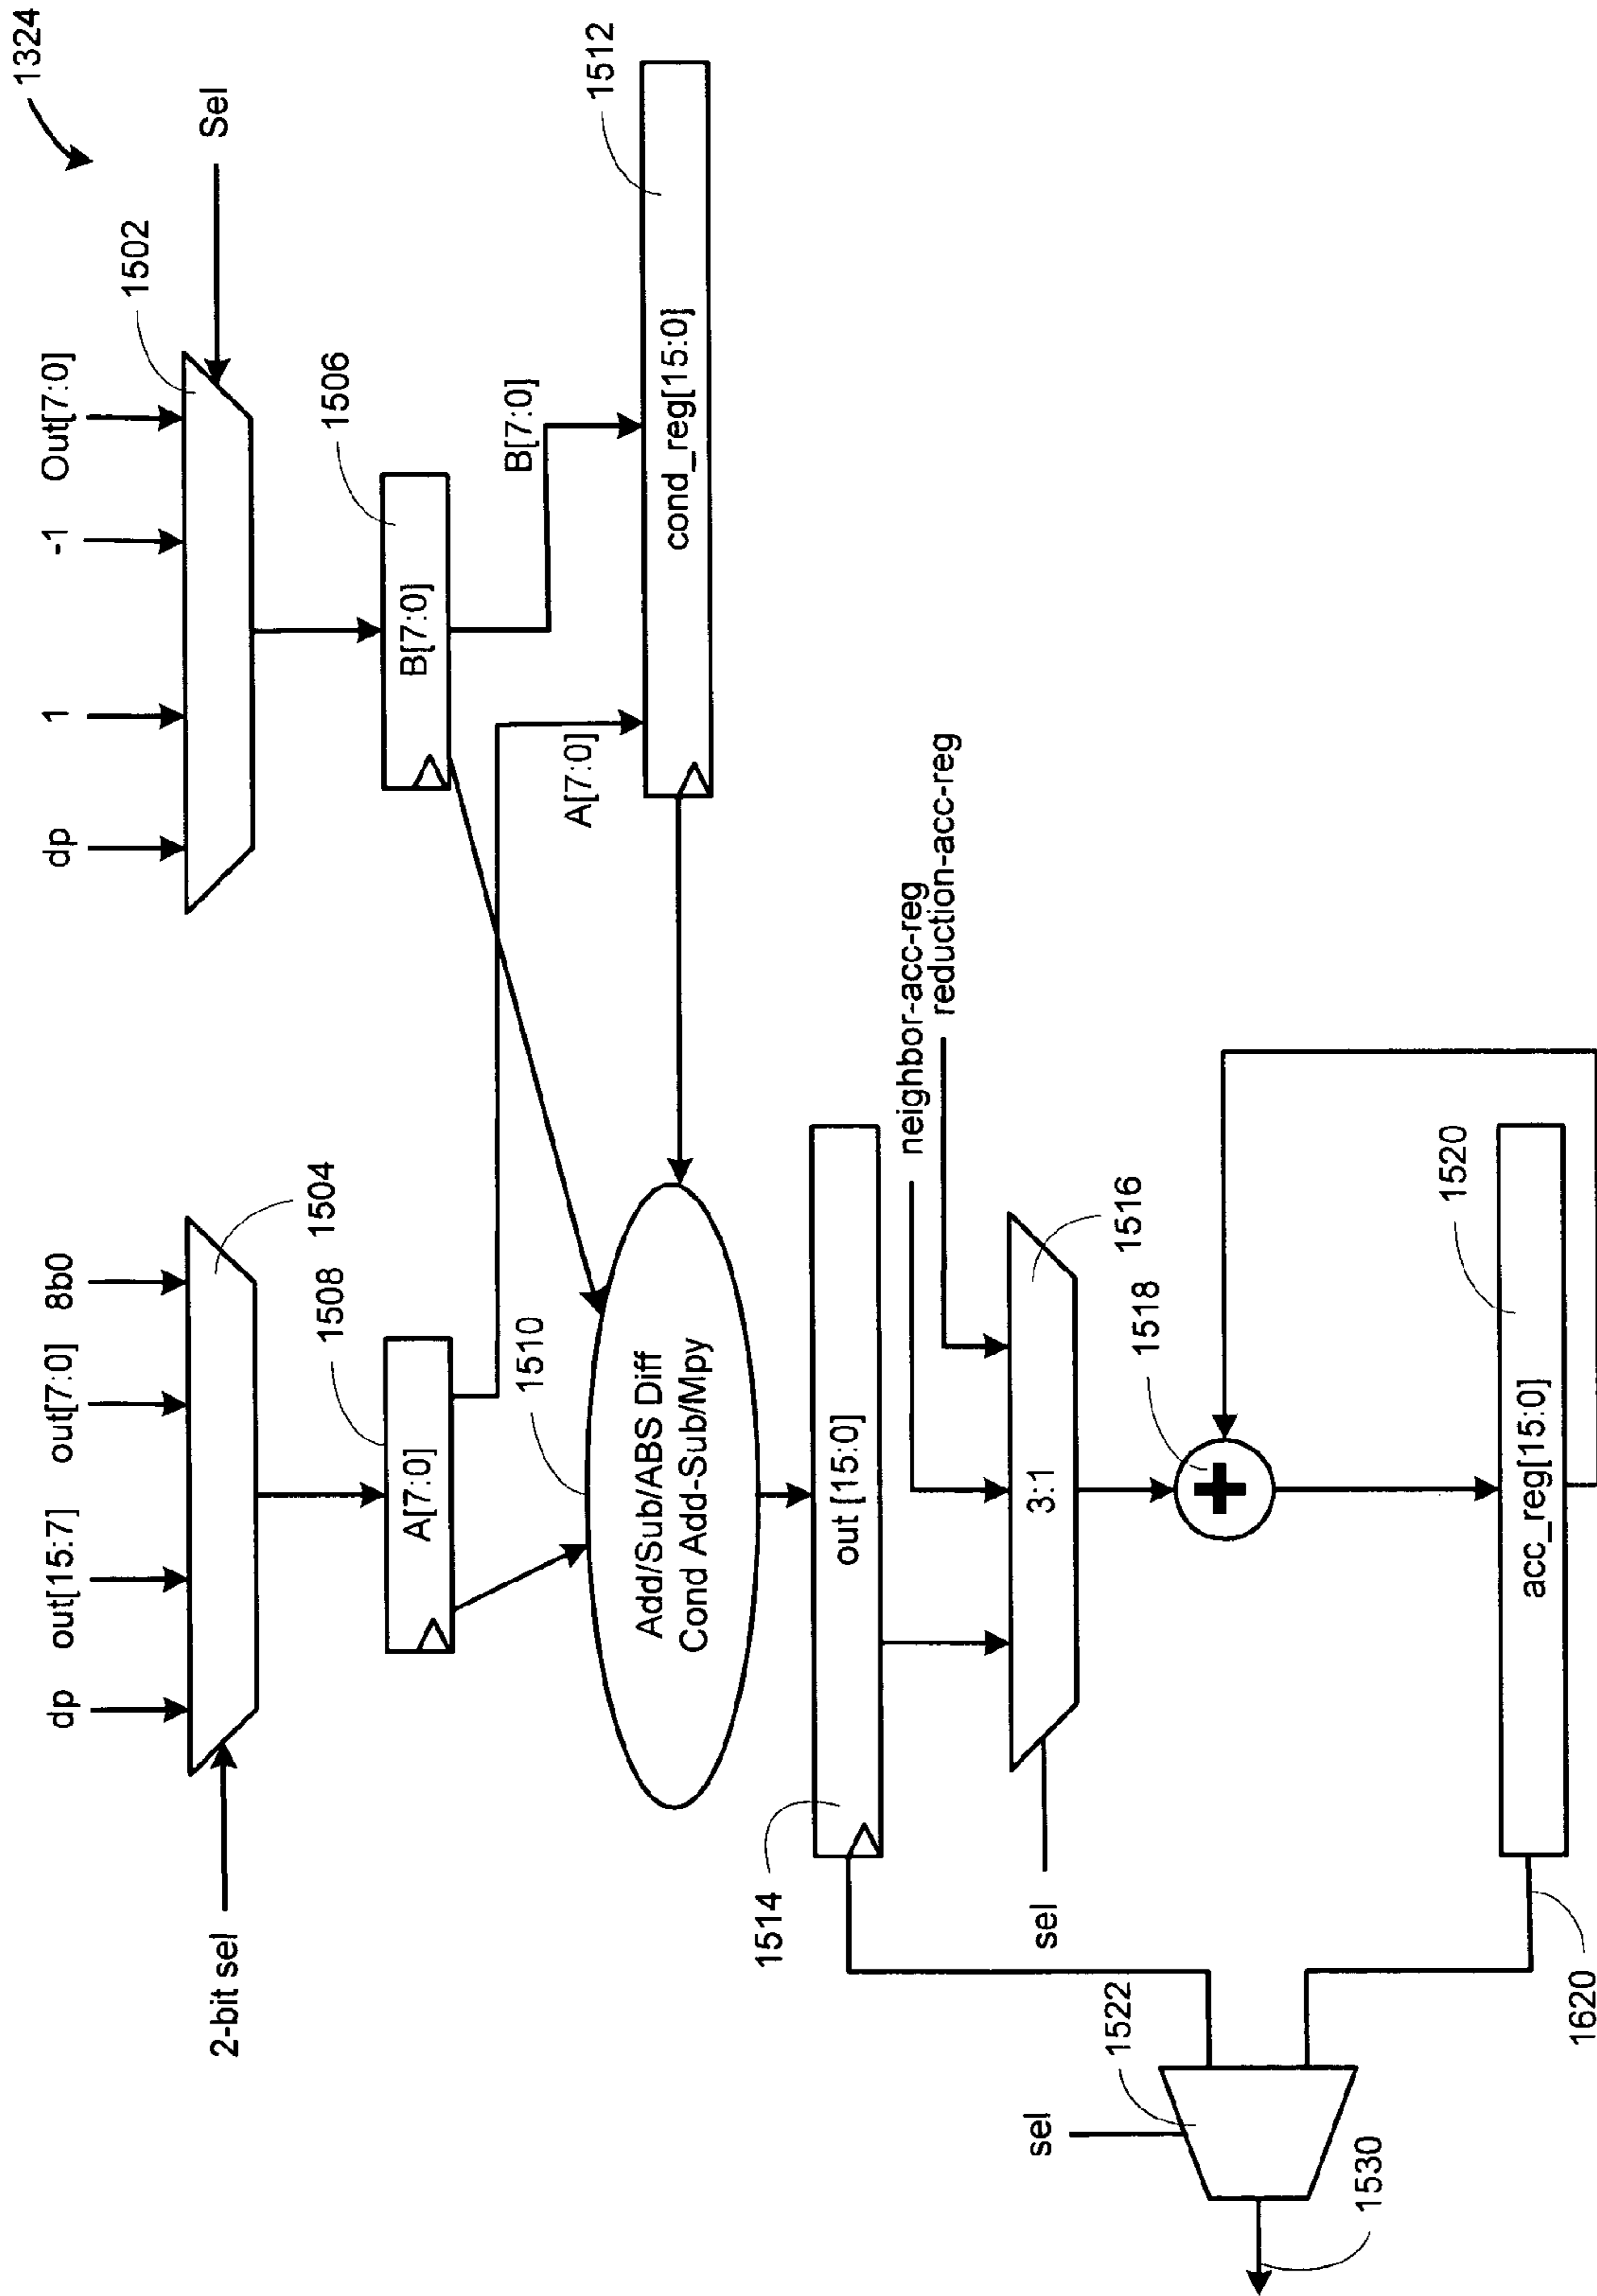 1324
dp
out[15:7]
out[7:0]
8b0
dp
1
-1
Out[7:0]
1502
2-bit sel
1504
Sel
1508
A[7:0]
1506
B[7:0]
1510
Add/Sub/ABS Diff
Cond Add-Sub/Mpy
A[7:0]
B[7:0]
1512
cond_reg[15:0]
1514
out [15:0]
neighbor-acc-reg
reduction-acc-reg
sel
3:1
1516
1518
+
1522
sel
1520
acc_reg[15:0]
1530
1620